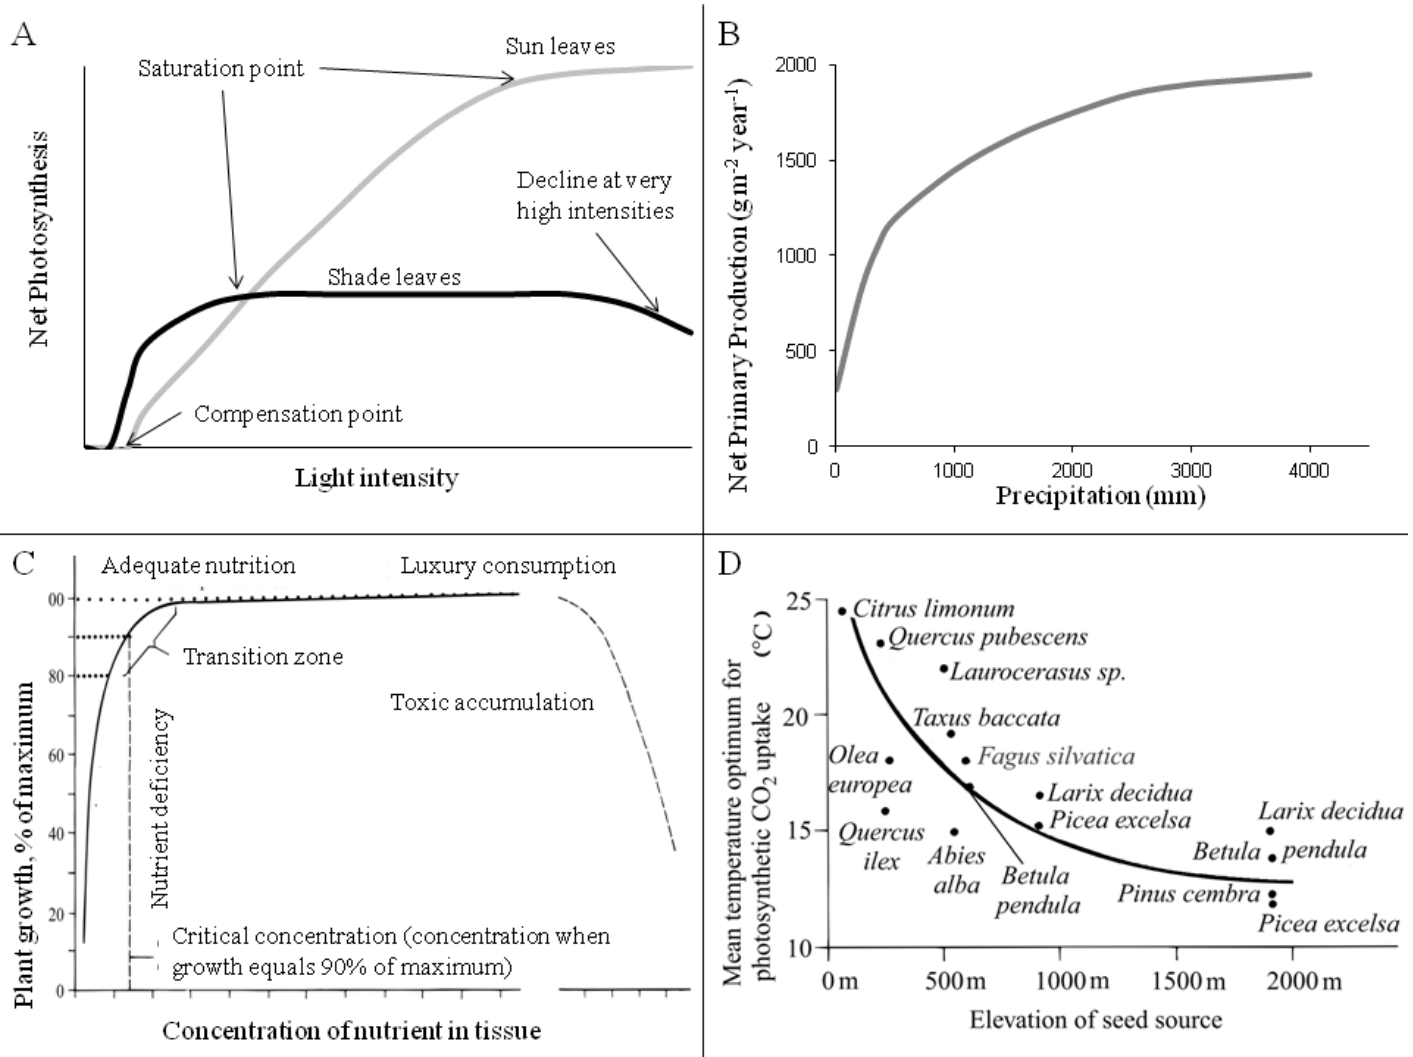 A
Sun leaves
Saturation point
Decline at very
high intensities
Shade leaves
Compensation point
Net Photosynthesis
Light intensity
B
2000
1500
1000
500
0
0 1000 2000 3000 4000
Net Primary Production (gm-2 year-1)
Precipitation (mm)
C
Adequate nutrition
Luxury consumption
00
80
60
40
20
0
Transition zone
Toxic accumulation
Nutrient deficiency
Critical concentration (concentration when
growth equals 90% of maximum)
Plant growth, % of maximum
Concentration of nutrient in tissue
D
25
20
15
10
Citrus limonum
Quercus pubescens
Laurocerasus sp.
Taxus baccata
Olea
europea
Fagus silvatica
Larix decidua
Picea excelsa
Quercus
ilex
Abies
alba
Betula
pendula
Larix decidua
Betula pendula
Pinus cembra
Picea excelsa
0 m 500 m 1000 m 1500 m 2000 m
Mean temperature optimum for
photosynthetic CO2 uptake (°C)
Elevation of seed source